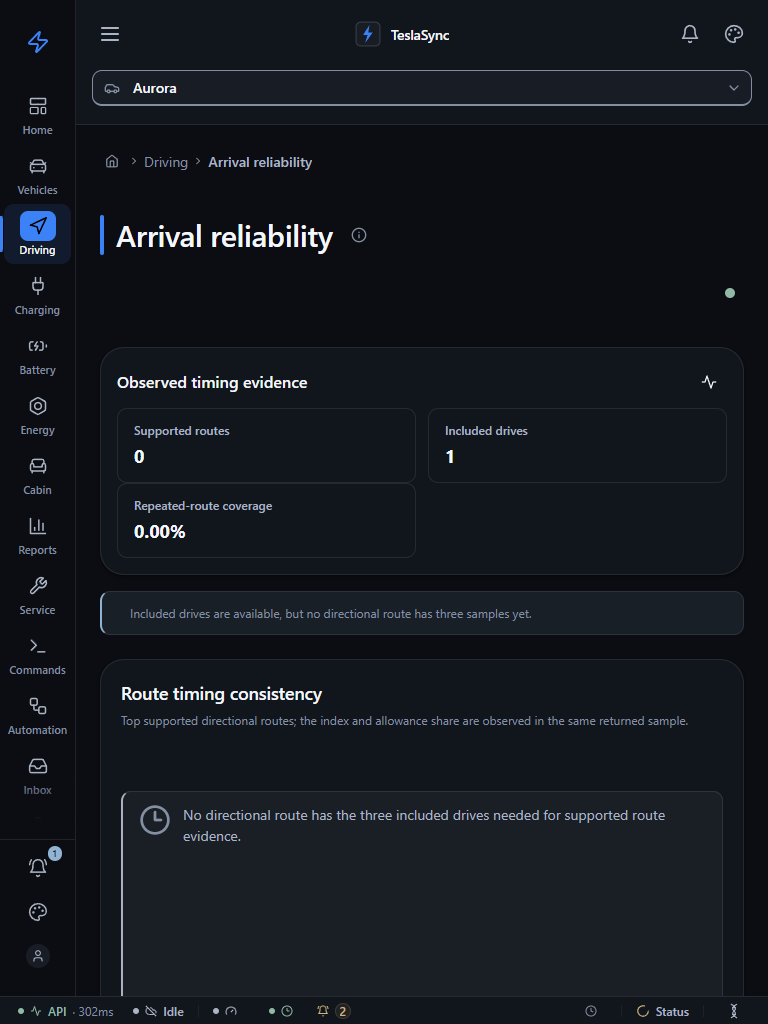 TeslaSync
Aurora
Home
Vehicles
Driving
Charging
Battery
Energy
Cabin
Reports
Service
Commands
Automation
Inbox
1
Driving
Arrival reliability
Arrival reliability
Observed timing evidence
Supported routes
0
Included drives
1
Repeated-route coverage
0.00%
Included drives are available, but no directional route has three samples yet.
Route timing consistency
Top supported directional routes; the index and allowance share are observed in the same returned sample.
No directional route has the three included drives needed for supported route
evidence.
API · 302ms
Idle
2
Status